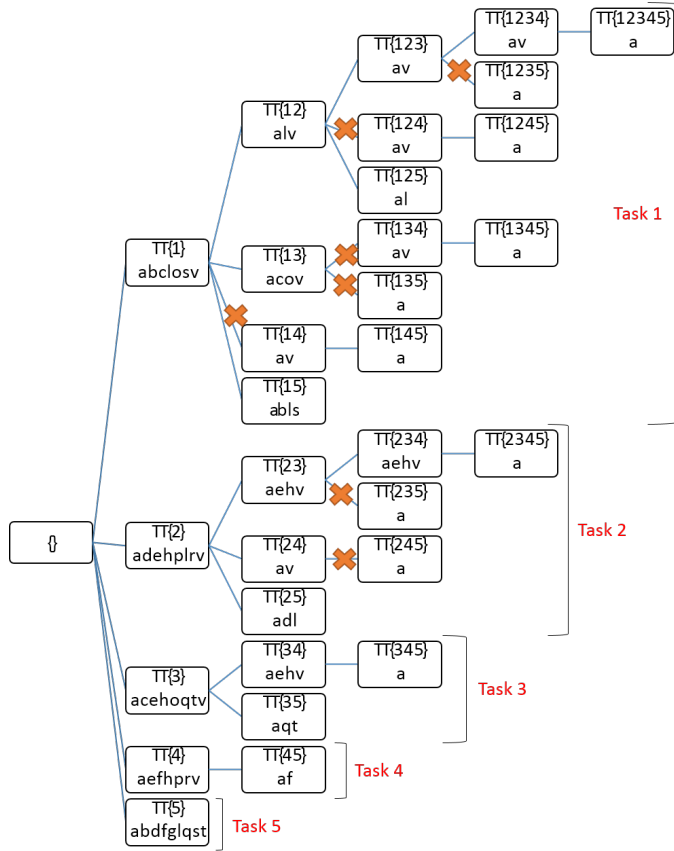 TT{1234}
av
TT{12345}
a
TT{123}
av
TT{1235}
a
TT{12}
alv
TT{124}
av
TT{1245}
a
TT{125}
al
Task 1
TT{1}
abclosv
TT{13}
acov
TT{134}
av
TT{1345}
a
TT{135}
a
TT{14}
av
TT{145}
a
TT{15}
abls
TT{234}
aehv
TT{2345}
a
TT{23}
aehv
TT{235}
a
Task 2
{}
TT{2}
adehplrv
TT{24}
av
TT{245}
a
TT{25}
adl
TT{34}
aehv
TT{345}
a
TT{3}
acehoqtv
Task 3
TT{35}
aqt
TT{4}
aefhprv
TT{45}
af
Task 4
TT{5}
abdfglqst
Task 5